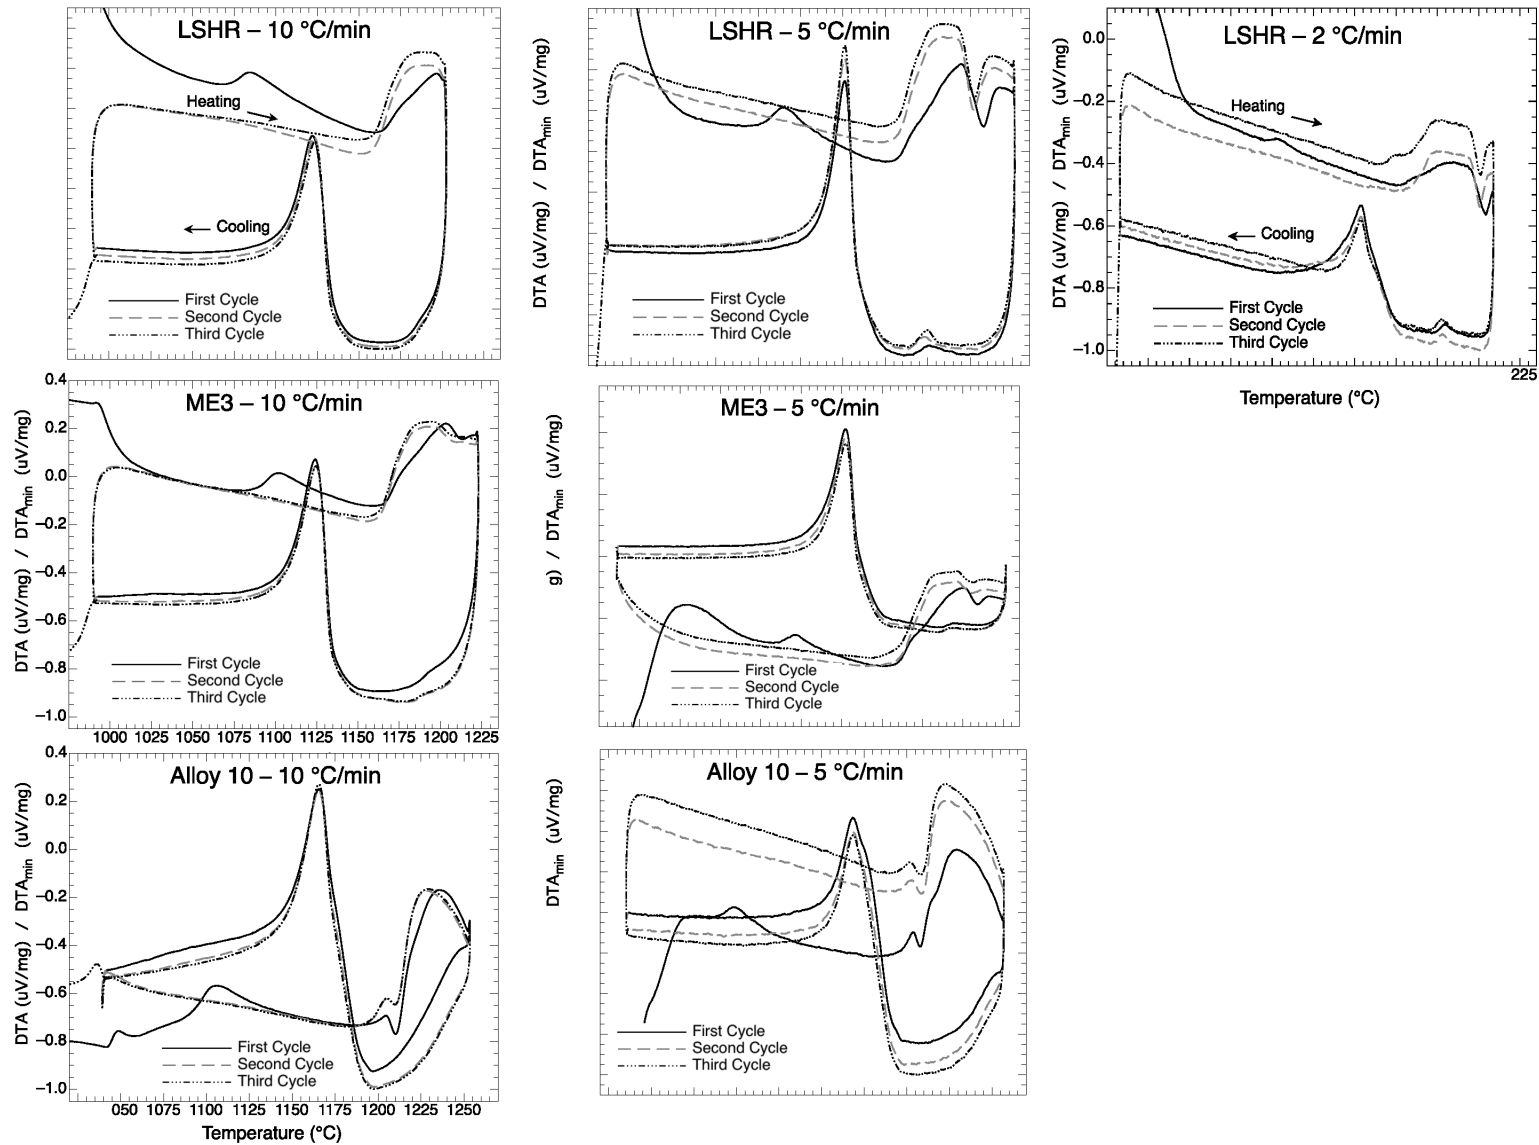 LSHR – 10 °C/min
Heating
Cooling
First Cycle
Second Cycle
Third Cycle
LSHR – 5 °C/min
DTA (uV/mg) / DTAmin (uV/mg)
First Cycle
Second Cycle
Third Cycle
LSHR – 2 °C/min
DTA (uV/mg) / DTAmin (uV/mg)
0.0
−0.2
−0.4
−0.6
−0.8
−1.0
Heating
Cooling
First Cycle
Second Cycle
Third Cycle
225
Temperature (°C)
ME3 – 10 °C/min
DTA (uV/mg) / DTAmin (uV/mg)
0.4
0.2
0.0
−0.2
−0.4
−0.6
−0.8
−1.0
First Cycle
Second Cycle
Third Cycle
1000 1025 1050 1075 1100 1125 1150 1175 1200 1225
ME3 – 5 °C/min
g) / DTAmin (uV/mg)
First Cycle
Second Cycle
Third Cycle
Alloy 10 – 10 °C/min
DTA (uV/mg) / DTAmin (uV/mg)
0.4
0.2
0.0
−0.2
−0.4
−0.6
−0.8
−1.0
First Cycle
Second Cycle
Third Cycle
050 1075 1100 1125 1150 1175 1200 1225 1250
Temperature (°C)
Alloy 10 – 5 °C/min
DTAmin (uV/mg)
First Cycle
Second Cycle
Third Cycle